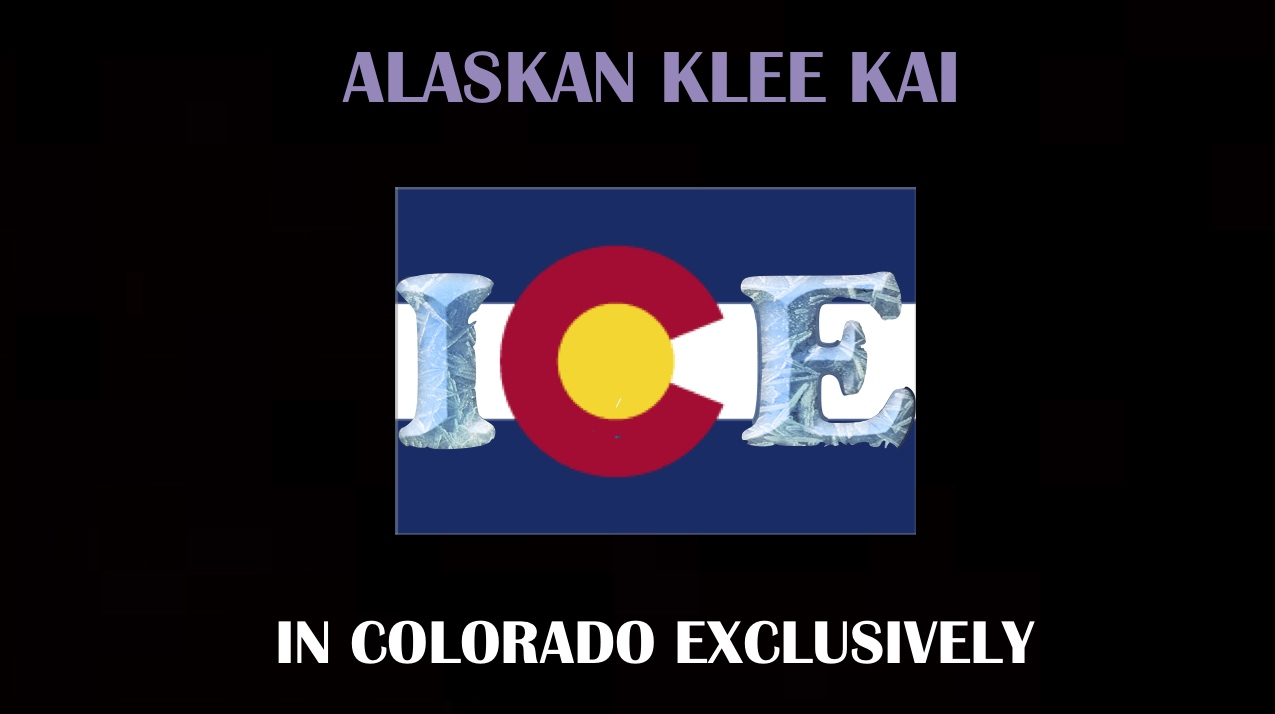 ALASKAN KLEE KAI
ICE
IN COLORADO EXCLUSIVELY